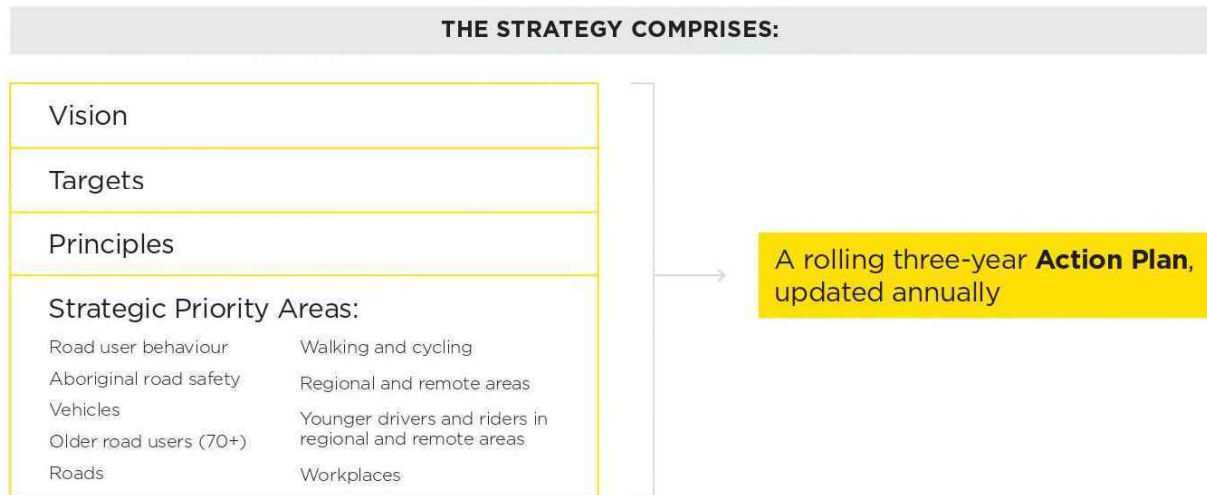 THE STRATEGY COMPRISES:
Vision
Targets
Principles
Strategic Priority Areas:
Road user behaviour
Aboriginal road safety
Vehicles
Older road users (70+)
Roads
Walking and cycling
Regional and remote areas
Younger drivers and riders in
regional and remote areas
Workplaces
A rolling three-year Action Plan,
updated annually